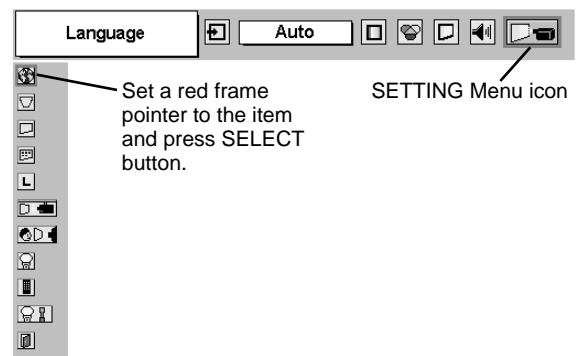 Language
Auto
Set a red frame
pointer to the item
and press SELECT
button.
SETTING Menu icon
L